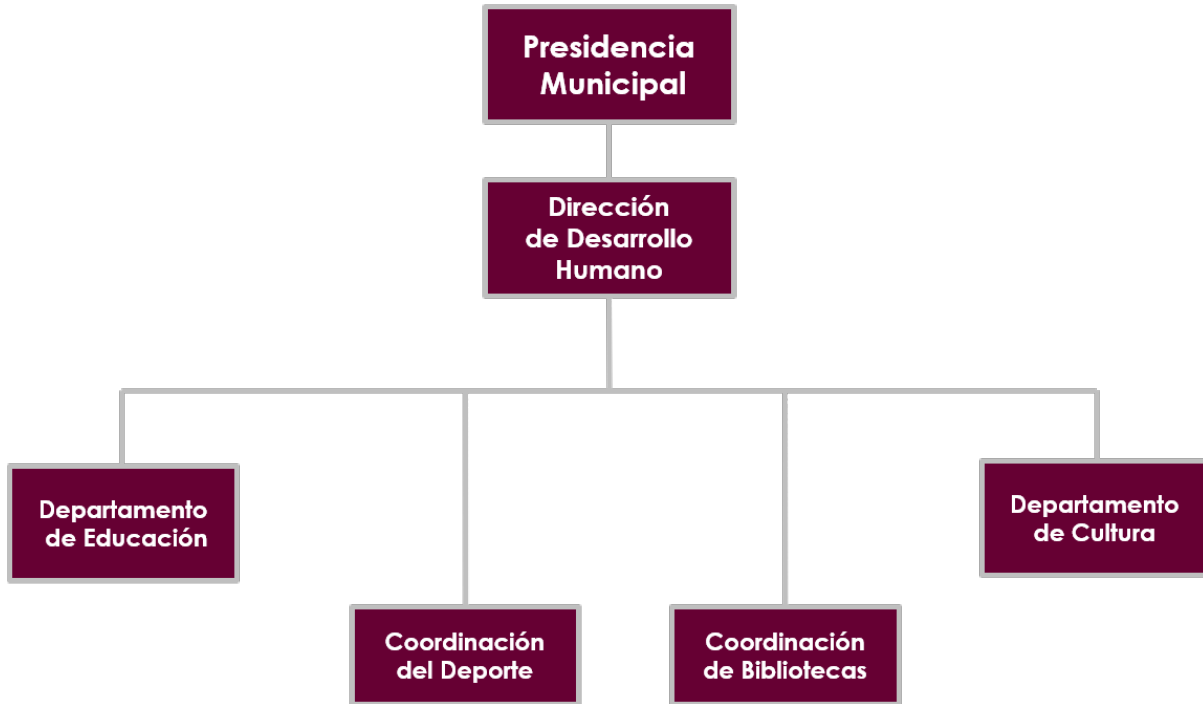 Presidencia
Municipal
Dirección
de Desarrollo
Humano
Departamento
de Educación
Departamento
de Cultura
Coordinación
del Deporte
Coordinación
de Bibliotecas